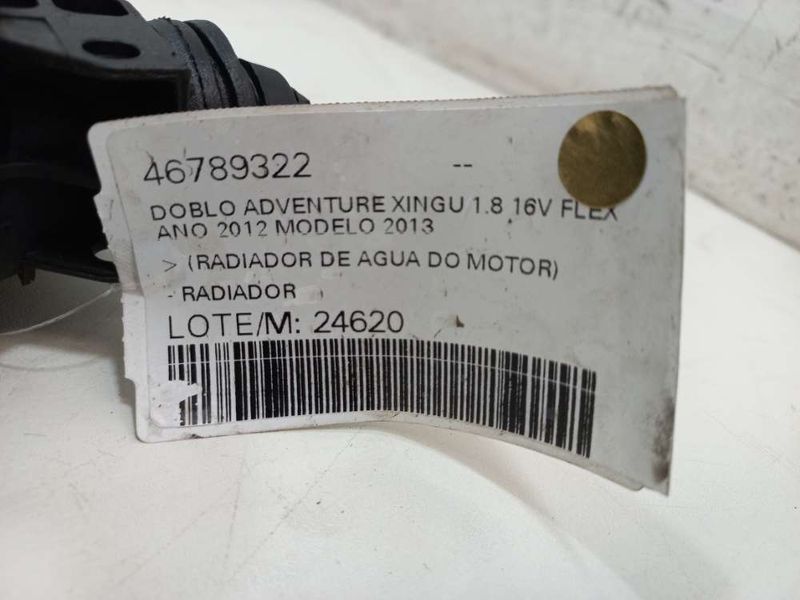 46789322 --
DOBLO ADVENTURE XINGU 1.8 16V FLEX
ANO 2012 MODELO 2013
> (RADIADOR DE AGUA DO MOTOR)
- RADIADOR
LOTE/M: 24620